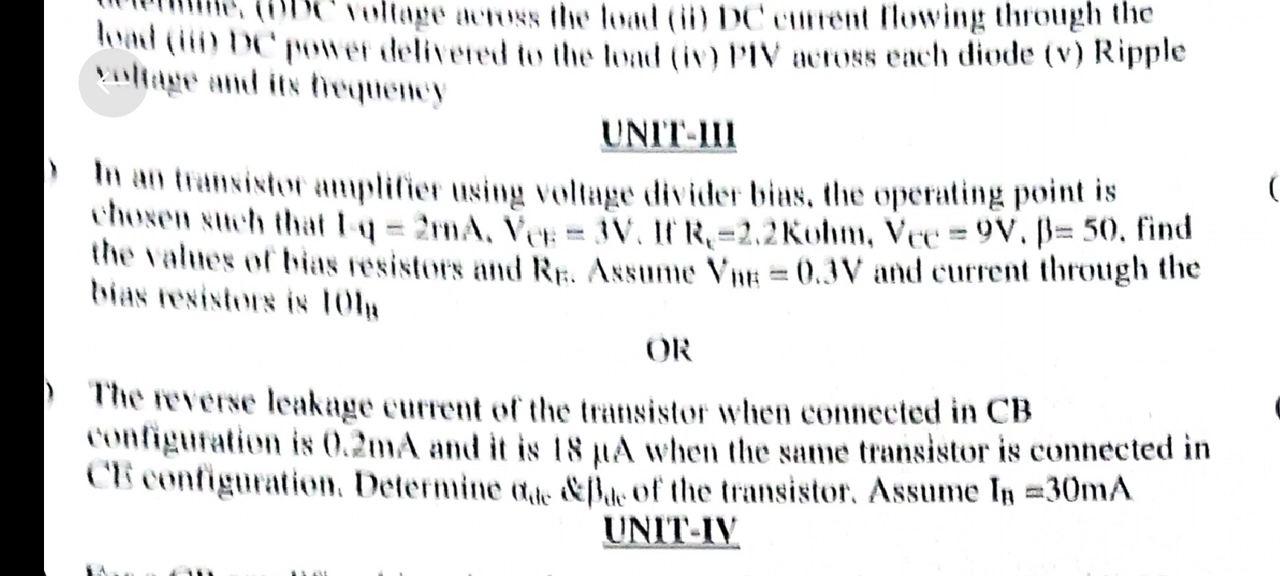 (i)DC voltage across the load (ii) DC current flowing through the
load (iii) DC power delivered to the load (iv) PIV across each diode (v) Ripple
voltage and its frequency
UNIT-III
) In an transistor amplifier using voltage divider bias, the operating point is
chosen such that I-q = 2mA, VCE = 3V. If Rc=2.2Kohm, VCC = 9V, β= 50, find
the values of bias resistors and RE. Assume VBE = 0.3V and current through the
bias resistors is 10IB
OR
) The reverse leakage current of the transistor when connected in CB
configuration is 0.2mA and it is 18 μA when the same transistor is connected in
CE configuration. Determine αdc &βdc of the transistor. Assume IB =30mA
UNIT-IV